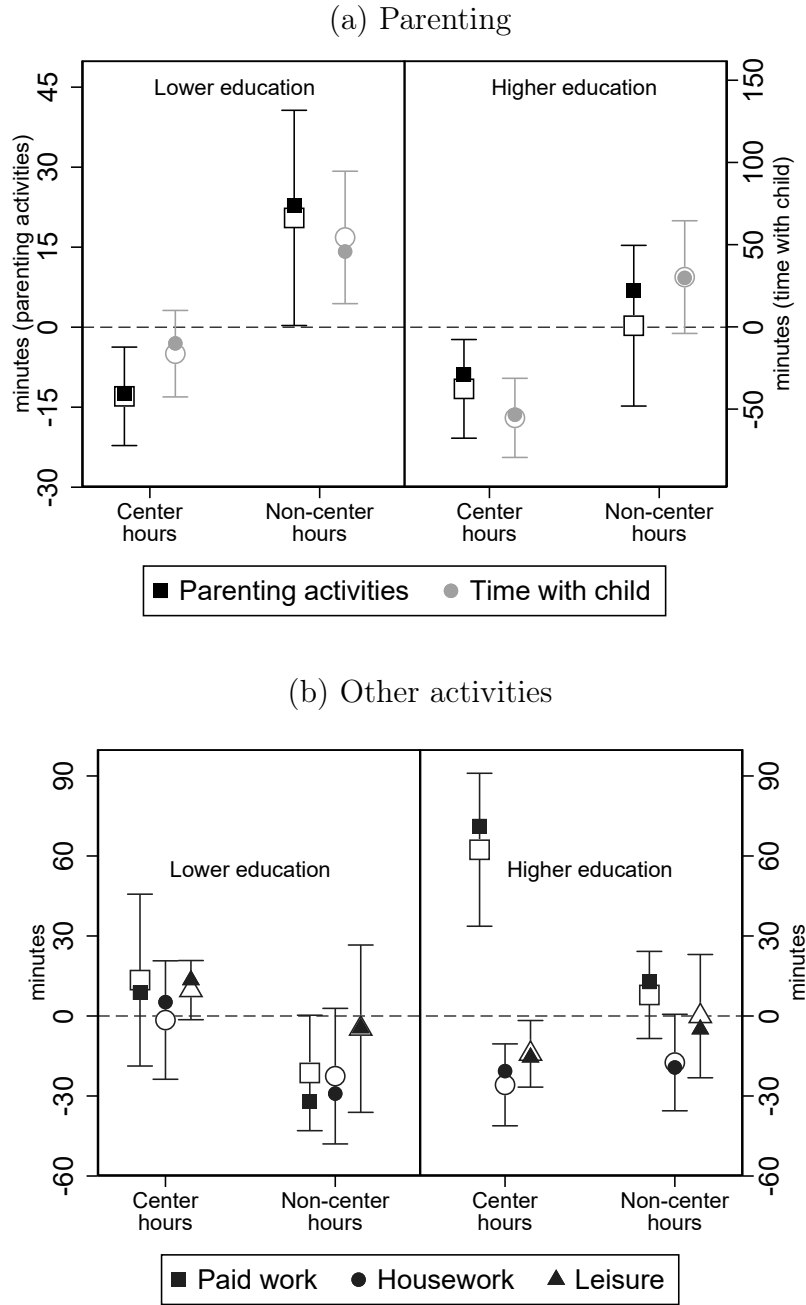 (a) Parenting
minutes (parenting activities)
45
30
15
0
-15
-30
Lower education
Higher education
150
100
50
0
-50
minutes (time with child)
Center
hours
Non-center
hours
Center
hours
Non-center
hours
Parenting activities
Time with child
(b) Other activities
minutes
90
60
30
0
-30
-60
Lower education
Higher education
90
60
30
0
-30
-60
minutes
Center
hours
Non-center
hours
Center
hours
Non-center
hours
Paid work
Housework
Leisure